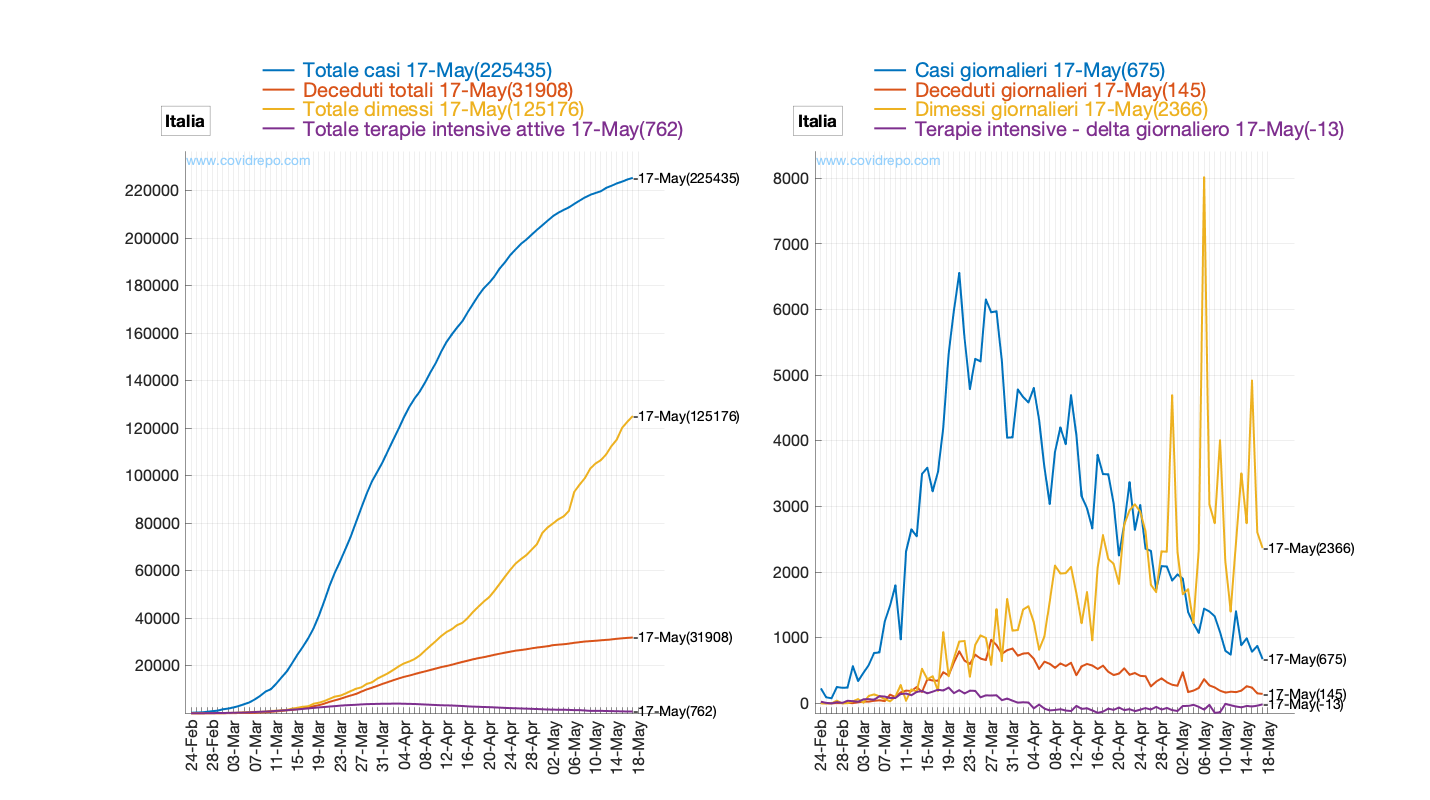 Totale casi 17-May(225435)
Deceduti totali 17-May(31908)
Totale dimessi 17-May(125176)
Totale terapie intensive attive 17-May(762)
Italia
www.covidrepo.com
220000
200000
180000
160000
140000
120000
100000
80000
60000
40000
20000
-17-May(225435)
-17-May(125176)
-17-May(31908)
-17-May(762)
24-Feb
28-Feb
03-Mar
07-Mar
11-Mar
15-Mar
19-Mar
23-Mar
27-Mar
31-Mar
04-Apr
08-Apr
12-Apr
16-Apr
20-Apr
24-Apr
28-Apr
02-May
06-May
10-May
14-May
18-May
Casi giornalieri 17-May(675)
Deceduti giornalieri 17-May(145)
Dimessi giornalieri 17-May(2366)
Terapie intensive - delta giornaliero 17-May(-13)
Italia
www.covidrepo.com
8000
7000
6000
5000
4000
3000
2000
1000
0
-17-May(2366)
-17-May(675)
-17-May(145)
-17-May(-13)
24-Feb
28-Feb
03-Mar
07-Mar
11-Mar
15-Mar
19-Mar
23-Mar
27-Mar
31-Mar
04-Apr
08-Apr
12-Apr
16-Apr
20-Apr
24-Apr
28-Apr
02-May
06-May
10-May
14-May
18-May